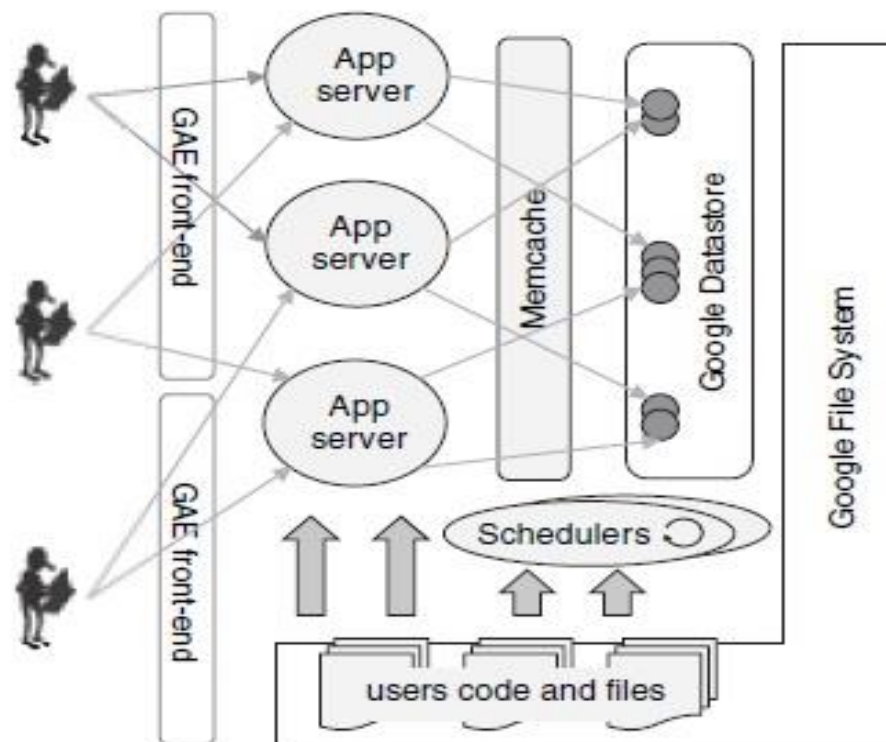 GAE front-end
GAE front-end
App
server
App
server
App
server
Memcache
Google Datastore
Google File System
Schedulers
users code and files